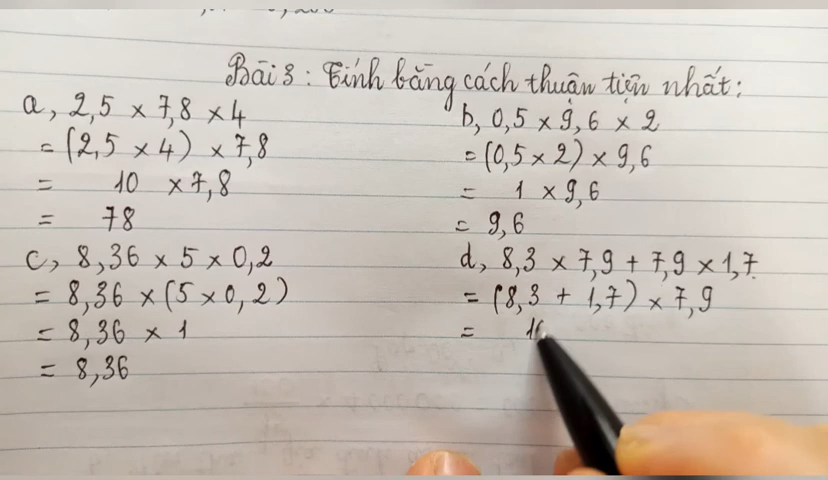 Bài 3 : Tính bằng cách thuận tiện nhất :
a, 2,5 × 7,8 × 4
= (2,5 × 4) × 7,8
= 10 × 7,8
= 78
b, 0,5 × 9,6 × 2
= (0,5 × 2) × 9,6
= 1 × 9,6
= 9,6
c, 8,36 × 5 × 0,2
= 8,36 × (5 × 0,2)
= 8,36 × 1
= 8,36
d, 8,3 × 7,9 + 7,9 × 1,7
= (8,3 + 1,7) × 7,9
= 10